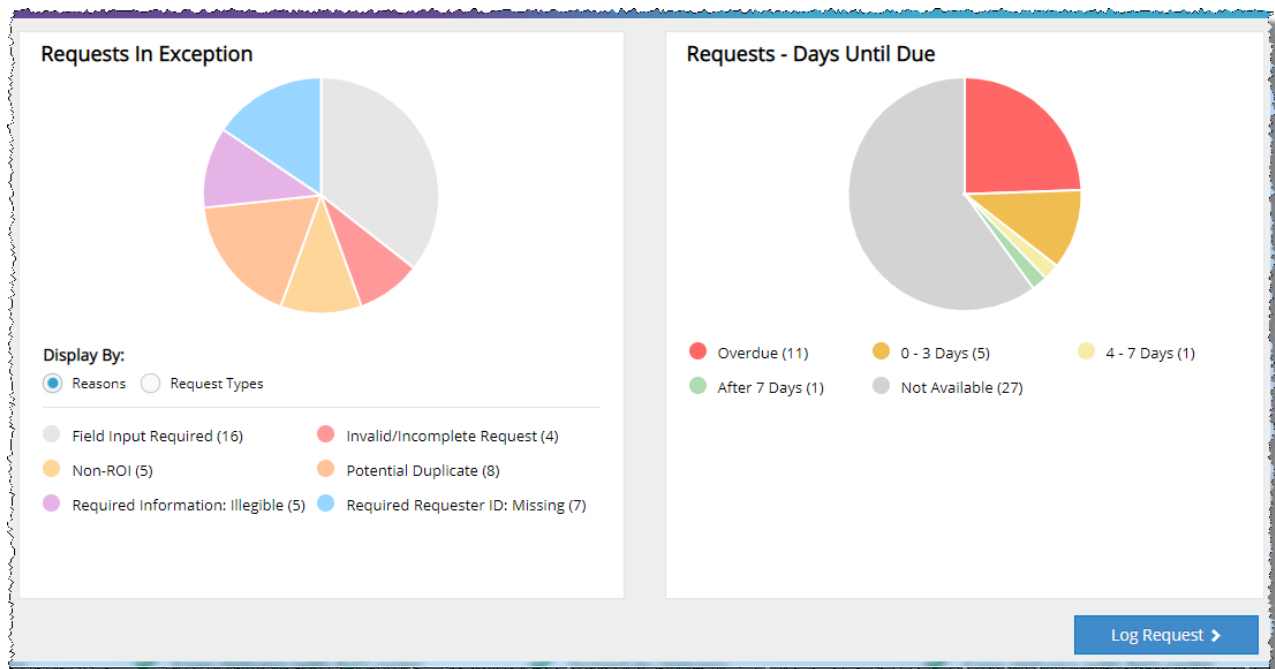 Requests In Exception
Display By:
Reasons Request Types
Field Input Required (16) Invalid/Incomplete Request (4)
Non-ROI (5) Potential Duplicate (8)
Required Information: Illegible (5) Required Requester ID: Missing (7)
Requests - Days Until Due
Overdue (11) 0 - 3 Days (5) 4 - 7 Days (1)
After 7 Days (1) Not Available (27)
Log Request